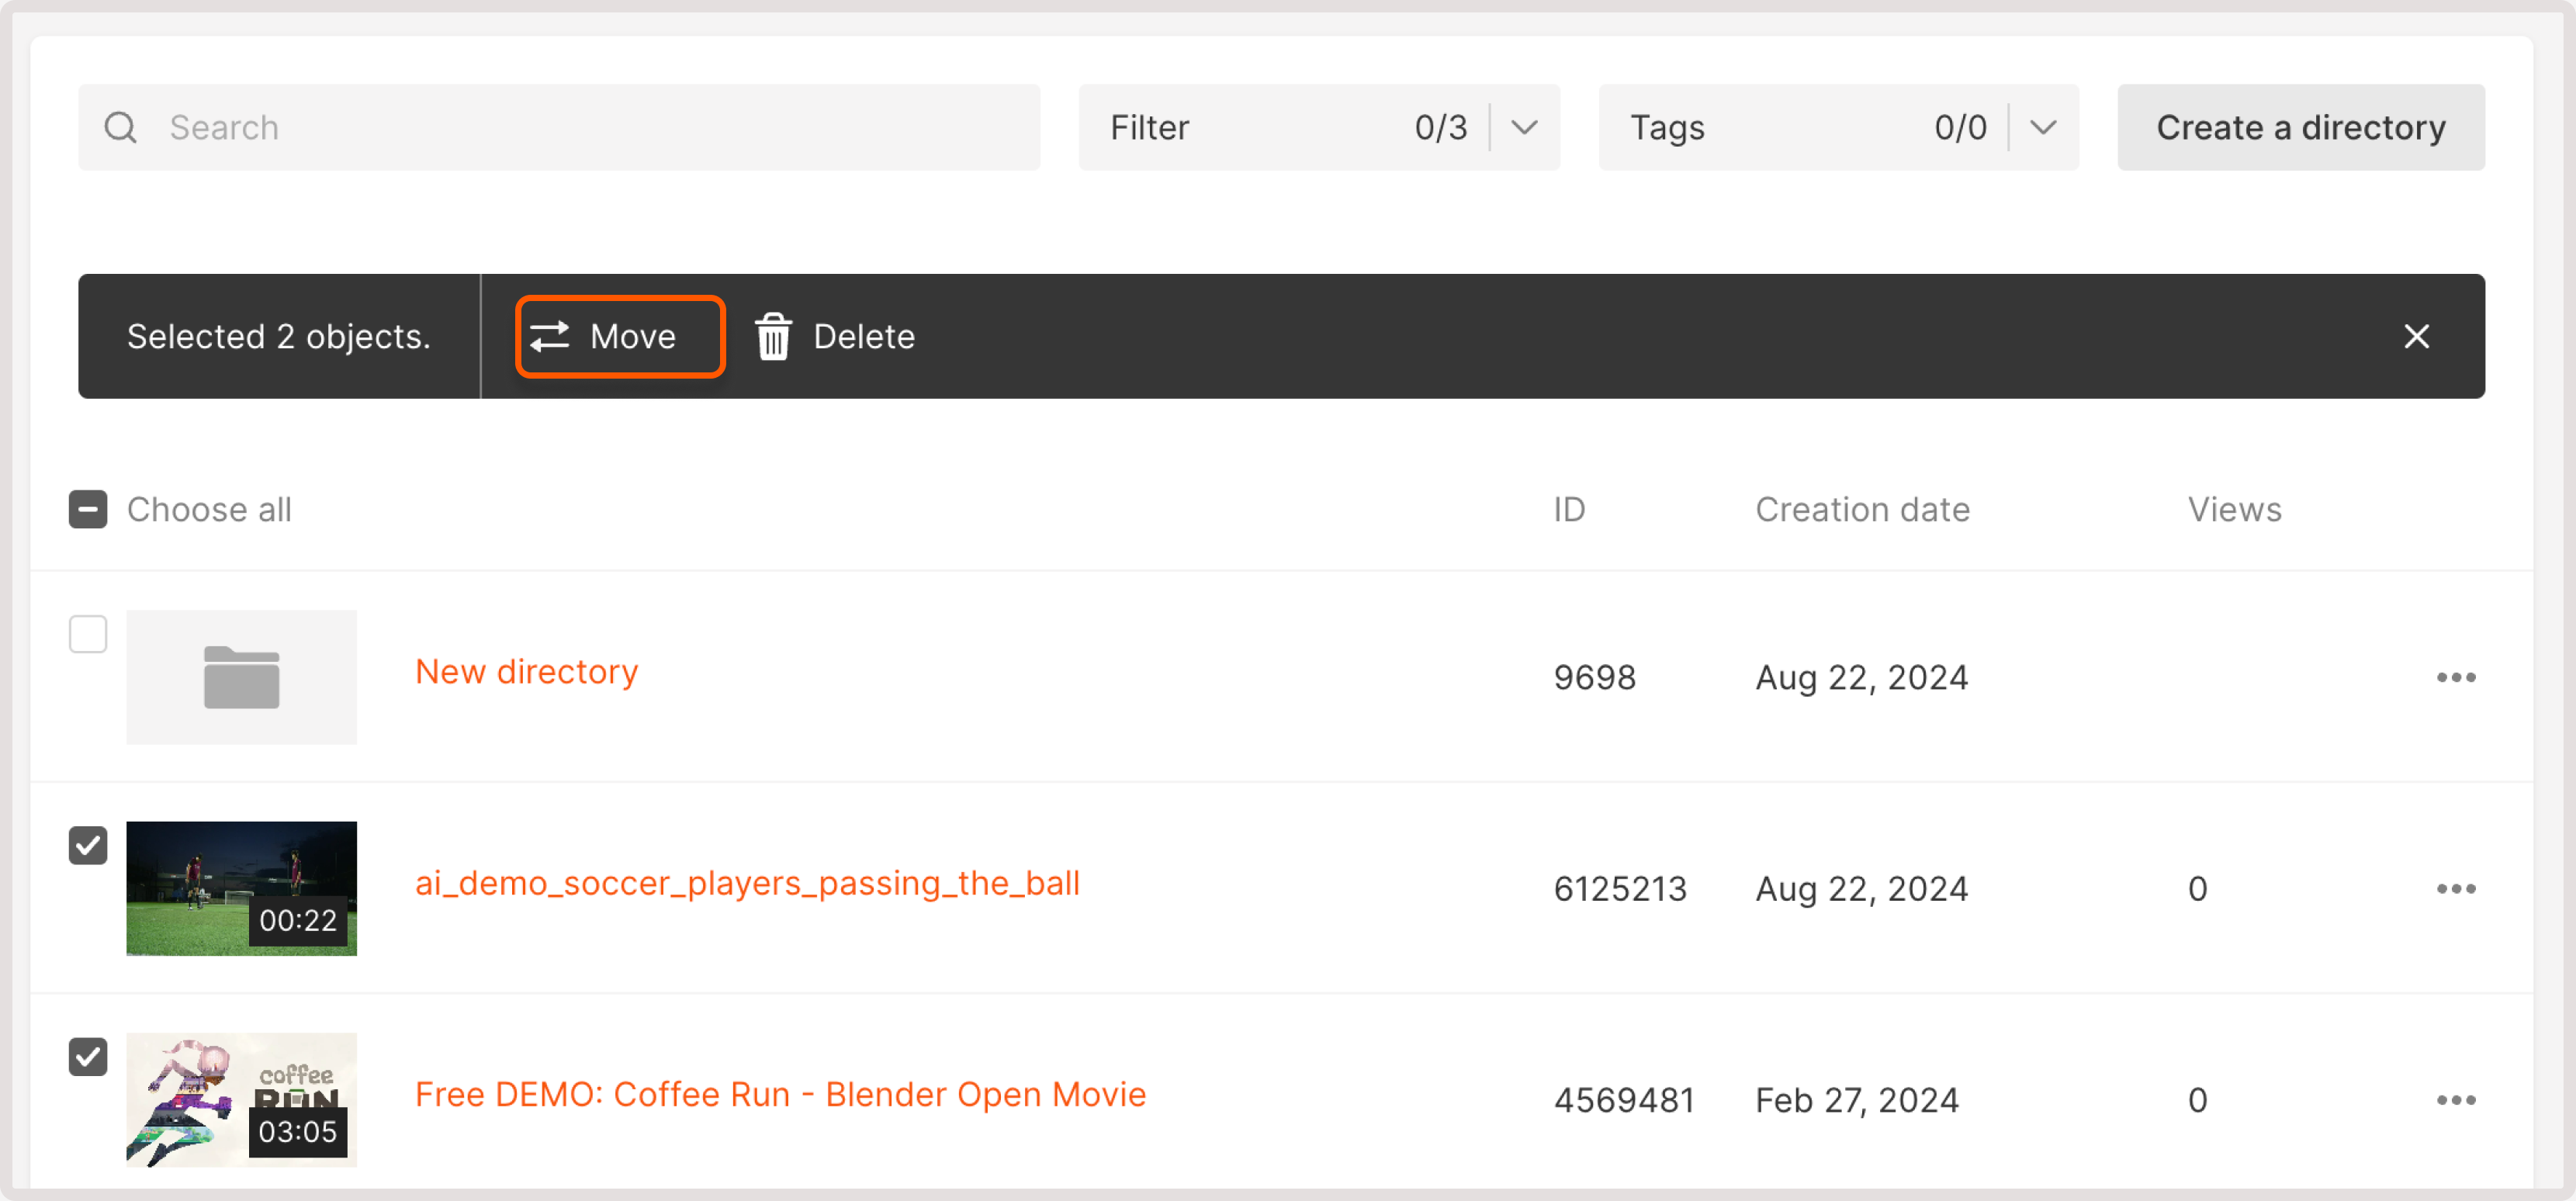 Search
Filter 0/3
Tags 0/0
Create a directory
Selected 2 objects. Move Delete
Choose all ID Creation date Views
New directory 9698 Aug 22, 2024
ai_demo_soccer_players_passing_the_ball 6125213 Aug 22, 2024 0
00:22
coffee
RUN
Free DEMO: Coffee Run - Blender Open Movie 4569481 Feb 27, 2024 0
03:05